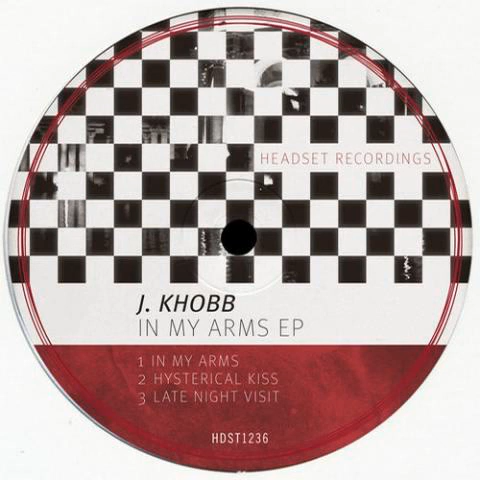 HEADSET RECORDINGS
J. KHOBB
IN MY ARMS EP
1 IN MY ARMS
2 HYSTERICAL KISS
3 LATE NIGHT VISIT
HDST1236